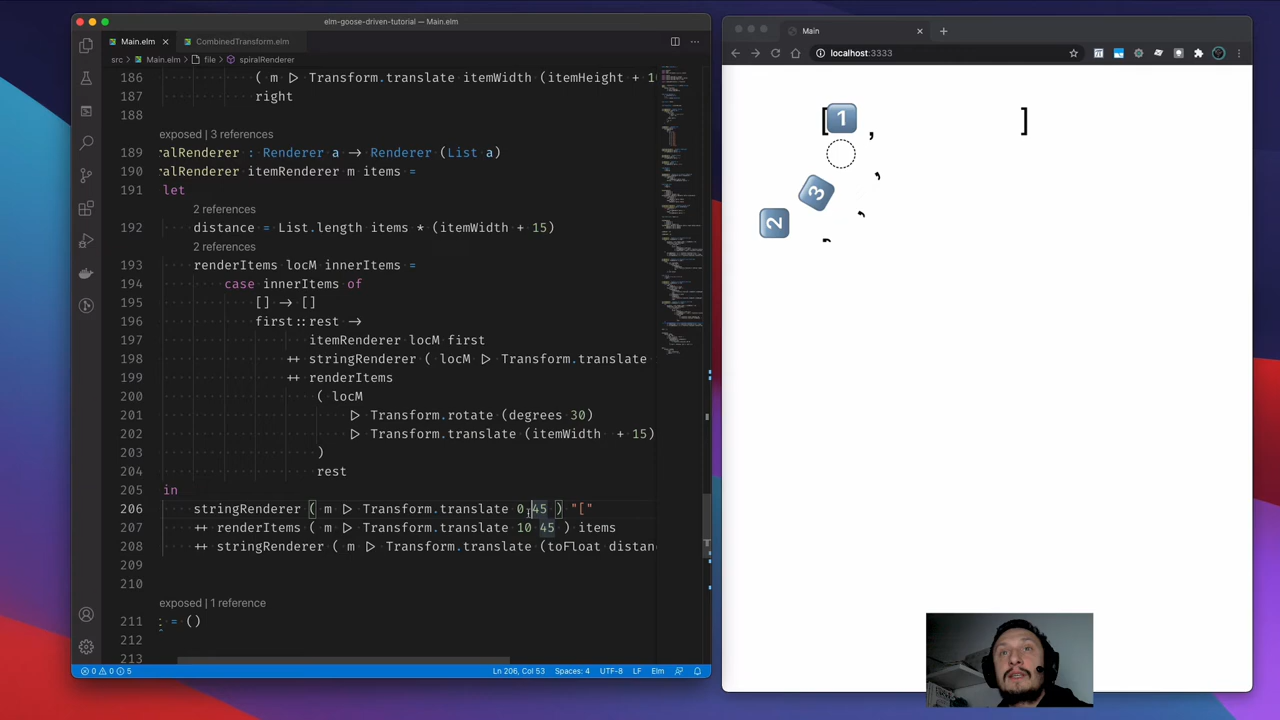 elm-goose-driven-tutorial — Main.elm
Main.elm
CombinedTransform.elm
src > Main.elm > file > spiralRenderer
186 ( m |> Transform.translate itemWidth (itemHeight + 1
187 right
188
exposed | 3 references
189 ralRenderer : Renderer a -> Renderer (List a)
190 ralRenderer itemRenderer m items =
191 let
2 references
192 distance = List.length items * (itemWidth + 15)
2 references
193 renderItems locM innerItems =
194 case innerItems of
195 [] -> []
196 first::rest ->
197 itemRenderer locM first
198 ++ stringRenderer ( locM |> Transform.translate
199 ++ renderItems
200 ( locM
201 |> Transform.rotate (degrees 30)
202 |> Transform.translate (itemWidth + 15)
203 )
204 rest
205 in
206 stringRenderer ( m |> Transform.translate 0 45 ) "["
207 ++ renderItems ( m |> Transform.translate 10 45 ) items
208 ++ stringRenderer ( m |> Transform.translate (toFloat distan
209
210
exposed | 1 reference
211 = ()
212
213
0 0 5
Ln 206, Col 53 Spaces: 4 UTF-8 LF Elm
Main
localhost:3333
[ 1 , ]
,
3
2 ,